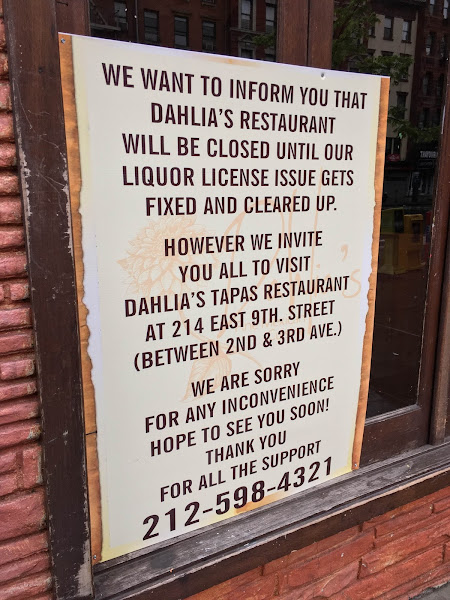 WE WANT TO INFORM YOU THAT
DAHLIA'S RESTAURANT
WILL BE CLOSED UNTIL OUR
LIQUOR LICENSE ISSUE GETS
FIXED AND CLEARED UP.
HOWEVER WE INVITE
YOU ALL TO VISIT
DAHLIA'S TAPAS RESTAURANT
AT 214 EAST 9TH. STREET
(BETWEEN 2ND & 3RD AVE.)
WE ARE SORRY
FOR ANY INCONVENIENCE
HOPE TO SEE YOU SOON!
THANK YOU
FOR ALL THE SUPPORT
212-598-4321